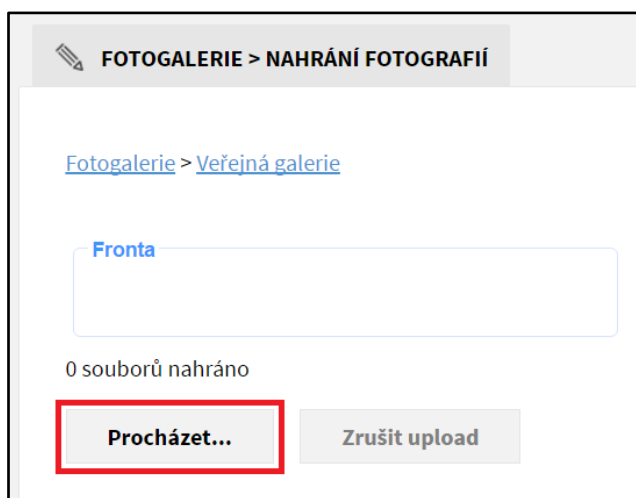 FOTOGALERIE > NAHRÁNÍ FOTOGRAFIÍ
Fotogalerie > Veřejná galerie
Fronta
0 souborů nahráno
Procházet... Zrušit upload